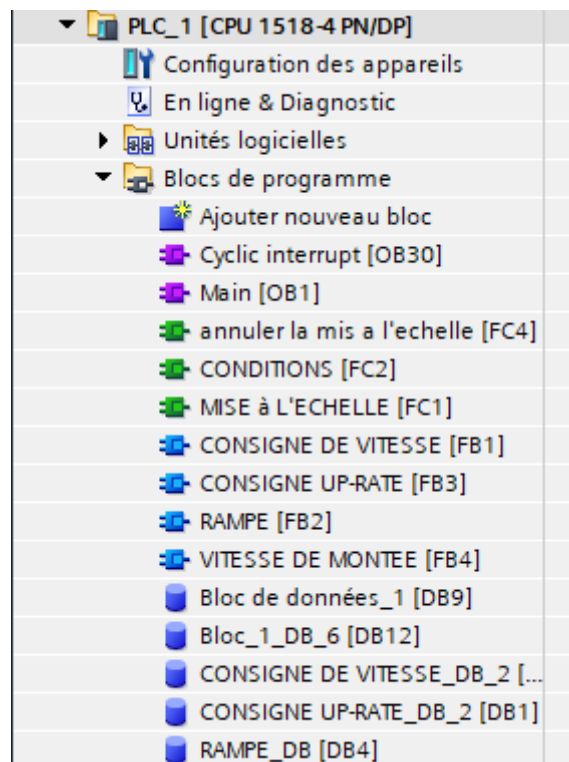 PLC_1 [CPU 1518-4 PN/DP]
Configuration des appareils
En ligne & Diagnostic
Unités logicielles
Blocs de programme
Ajouter nouveau bloc
Cyclic interrupt [OB30]
Main [OB1]
annuler la mis a l'echelle [FC4]
CONDITIONS [FC2]
MISE à L'ECHELLE [FC1]
CONSIGNE DE VITESSE [FB1]
CONSIGNE UP-RATE [FB3]
RAMPE [FB2]
VITESSE DE MONTEE [FB4]
Bloc de données_1 [DB9]
Bloc_1_DB_6 [DB12]
CONSIGNE DE VITESSE_DB_2 [...
CONSIGNE UP-RATE_DB_2 [DB1]
RAMPE_DB [DB4]